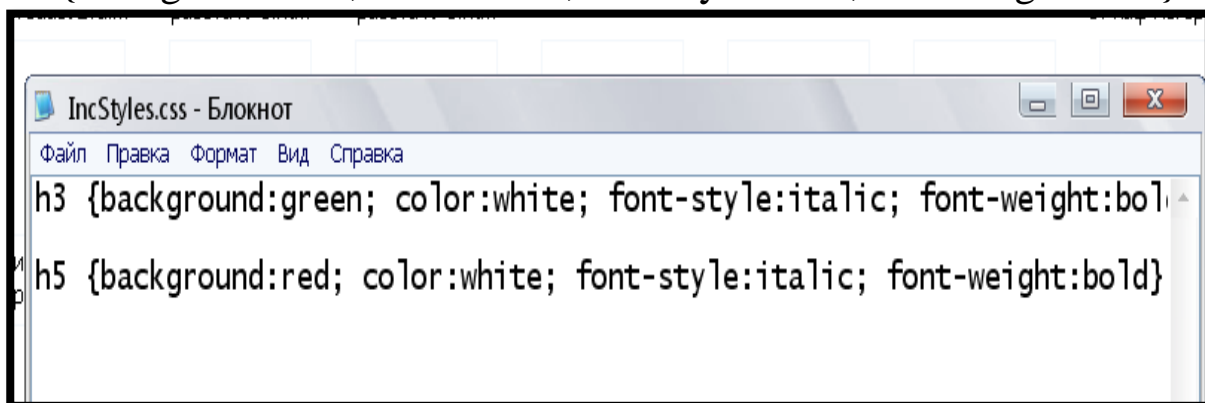 IncStyles.css - Блокнот
Файл Правка Формат Вид Справка
h3 {background:green; color:white; font-style:italic; font-weight:bol
h5 {background:red; color:white; font-style:italic; font-weight:bold}